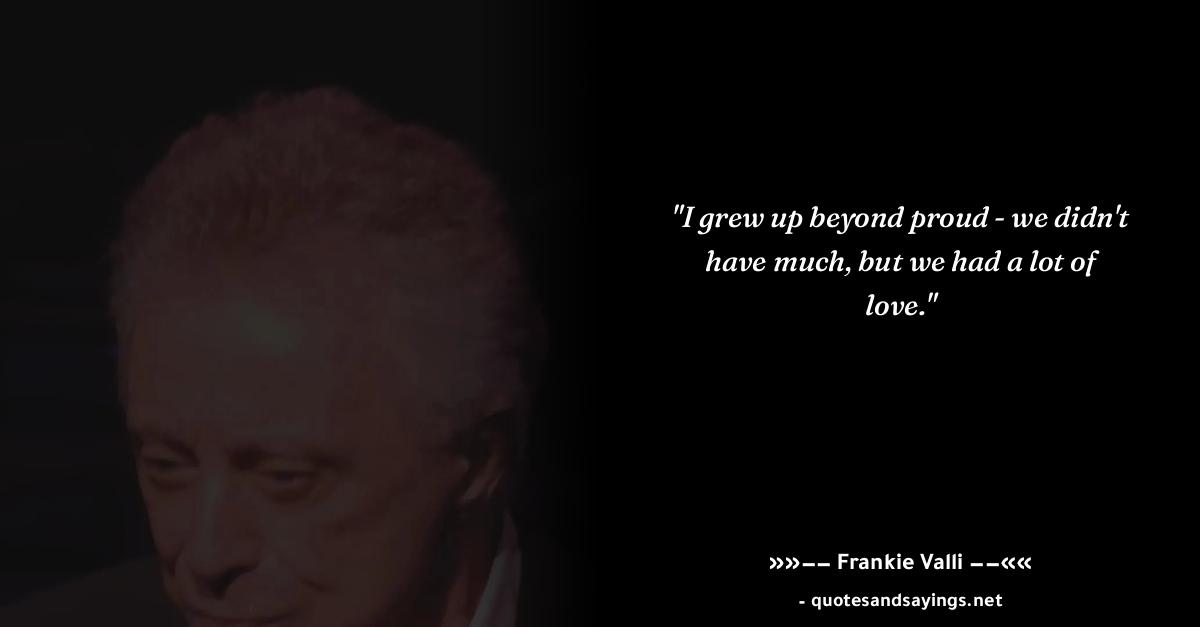 "I grew up beyond proud - we didn't
have much, but we had a lot of
love."
»»–– Frankie Valli ––««
- quotesandsayings.net